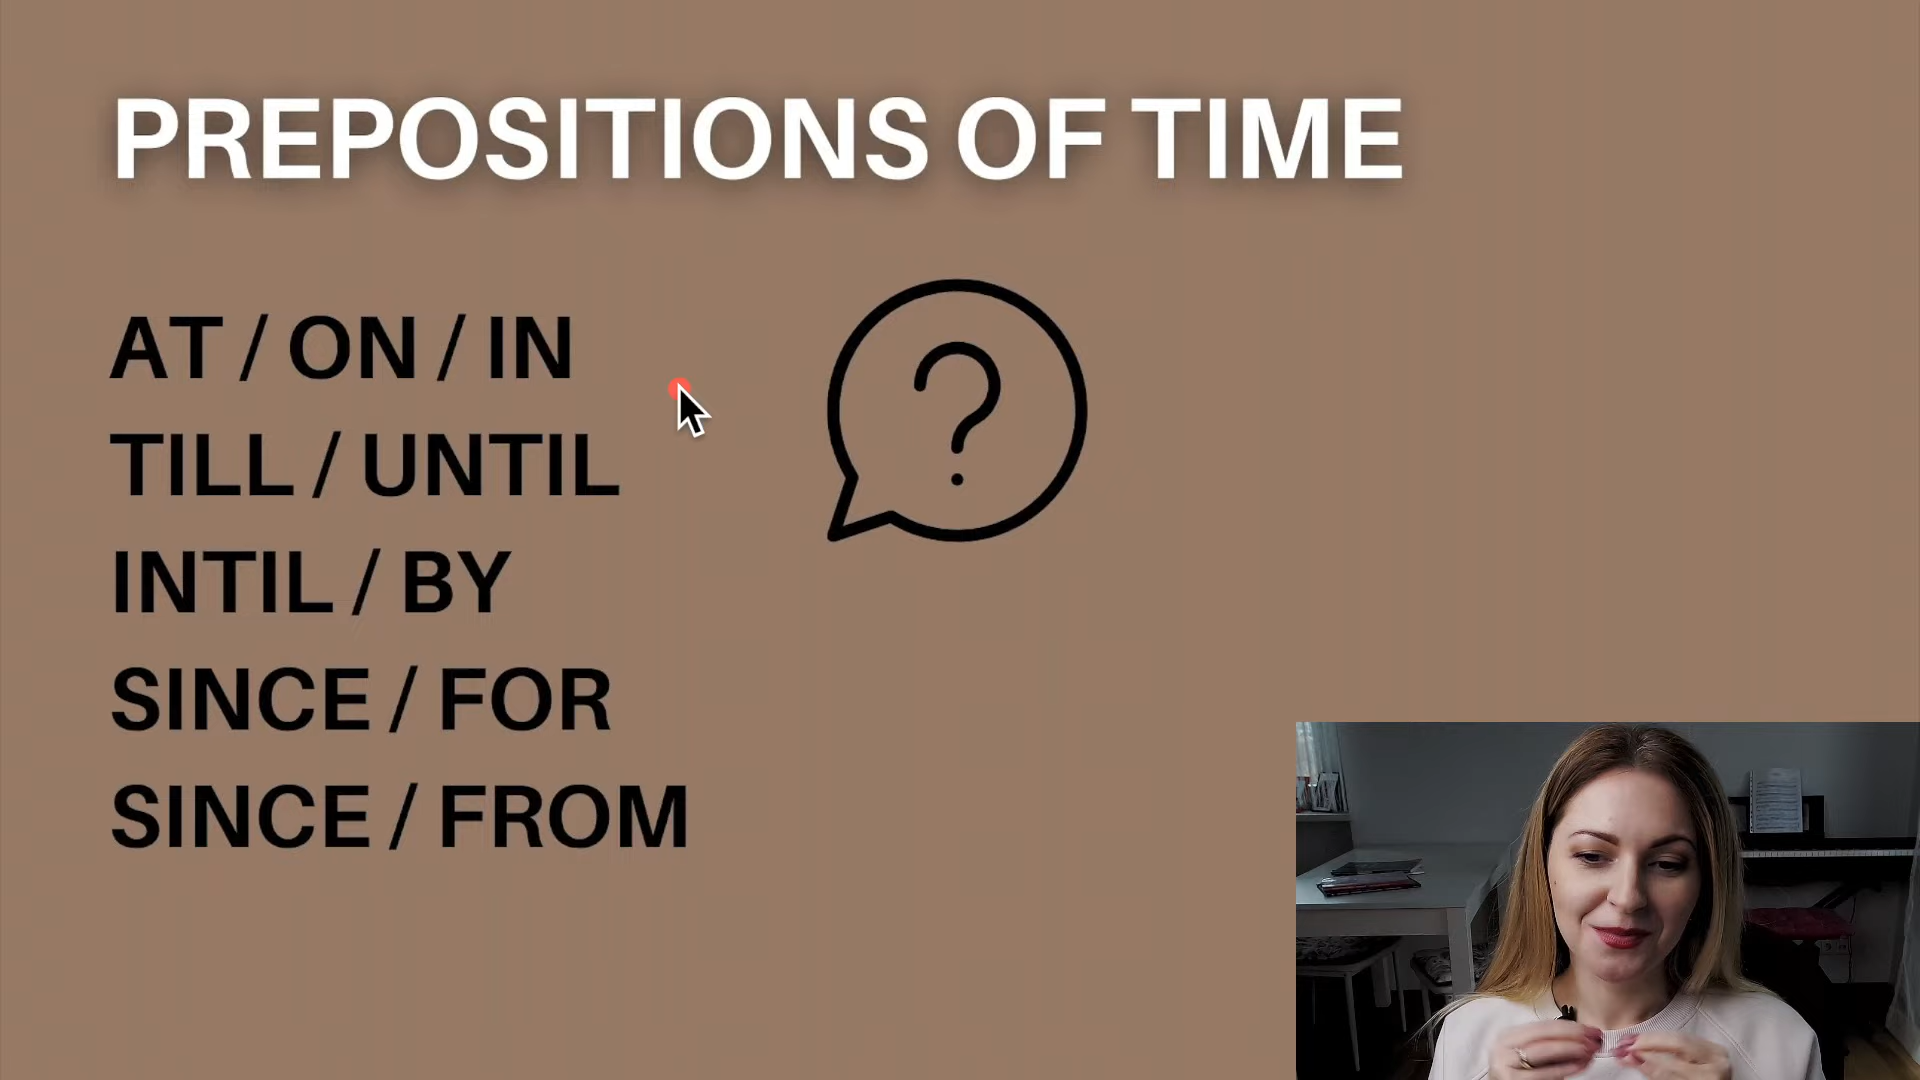 PREPOSITIONS OF TIME
AT / ON / IN
TILL / UNTIL
INTIL / BY
SINCE / FOR
SINCE / FROM